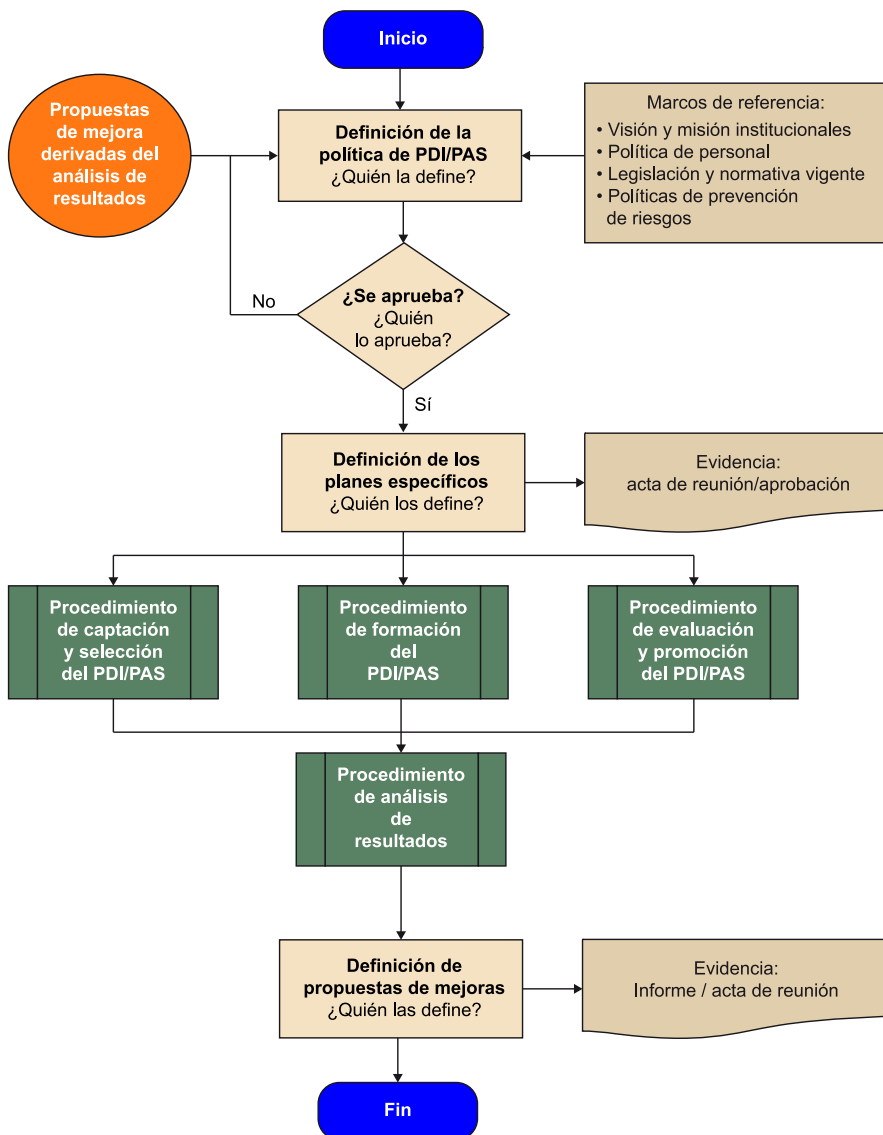 Inicio
Propuestas
de mejora
derivadas del
análisis de
resultados
Definición de la
política de PDI/PAS
¿Quién la define?
Marcos de referencia:
• Visión y misión institucionales
• Política de personal
• Legislación y normativa vigente
• Políticas de prevención
de riesgos
¿Se aprueba?
¿Quién
lo aprueba?
No
Sí
Definición de los
planes específicos
¿Quién los define?
Evidencia:
acta de reunión/aprobación
Procedimiento
de captación
y selección
del PDI/PAS
Procedimiento
de formación
del
PDI/PAS
Procedimiento
de evaluación
y promoción
del PDI/PAS
Procedimiento
de análisis
de
resultados
Definición de
propuestas de mejoras
¿Quién las define?
Evidencia:
Informe / acta de reunión
Fin